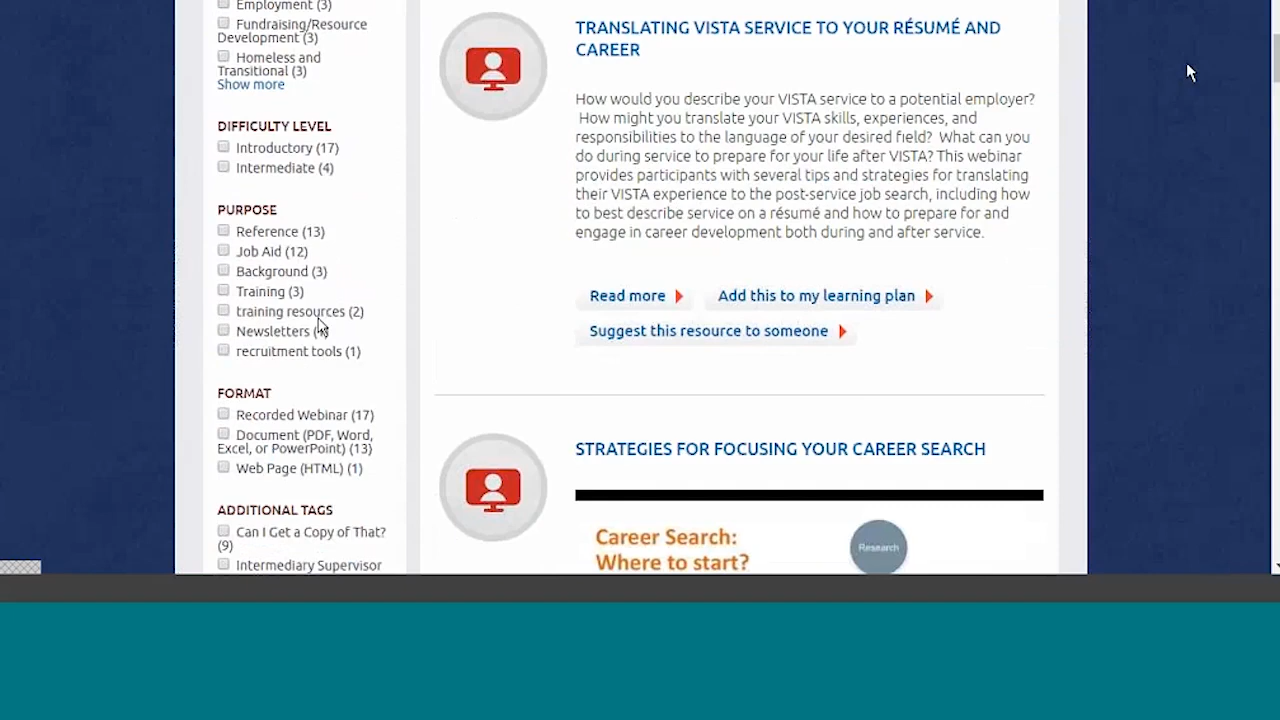 Employment (3)
Fundraising/Resource
Development (3)
Homeless and
Transitional (3)
Show more
DIFFICULTY LEVEL
Introductory (17)
Intermediate (4)
PURPOSE
Reference (13)
Job Aid (12)
Background (3)
Training (3)
training resources (2)
Newsletters
recruitment tools (1)
FORMAT
Recorded Webinar (17)
Document (PDF, Word,
Excel, or PowerPoint) (13)
Web Page (HTML) (1)
ADDITIONAL TAGS
Can I Get a Copy of That?
(9)
Intermediary Supervisor
TRANSLATING VISTA SERVICE TO YOUR RÉSUMÉ AND
CAREER
How would you describe your VISTA service to a potential employer?
How might you translate your VISTA skills, experiences, and
responsibilities to the language of your desired field? What can you
do during service to prepare for your life after VISTA? This webinar
provides participants with several tips and strategies for translating
their VISTA experience to the post-service job search, including how
to best describe service on a résumé and how to prepare for and
engage in career development both during and after service.
Read more
Add this to my learning plan
Suggest this resource to someone
STRATEGIES FOR FOCUSING YOUR CAREER SEARCH
Career Search:
Where to start?
Research